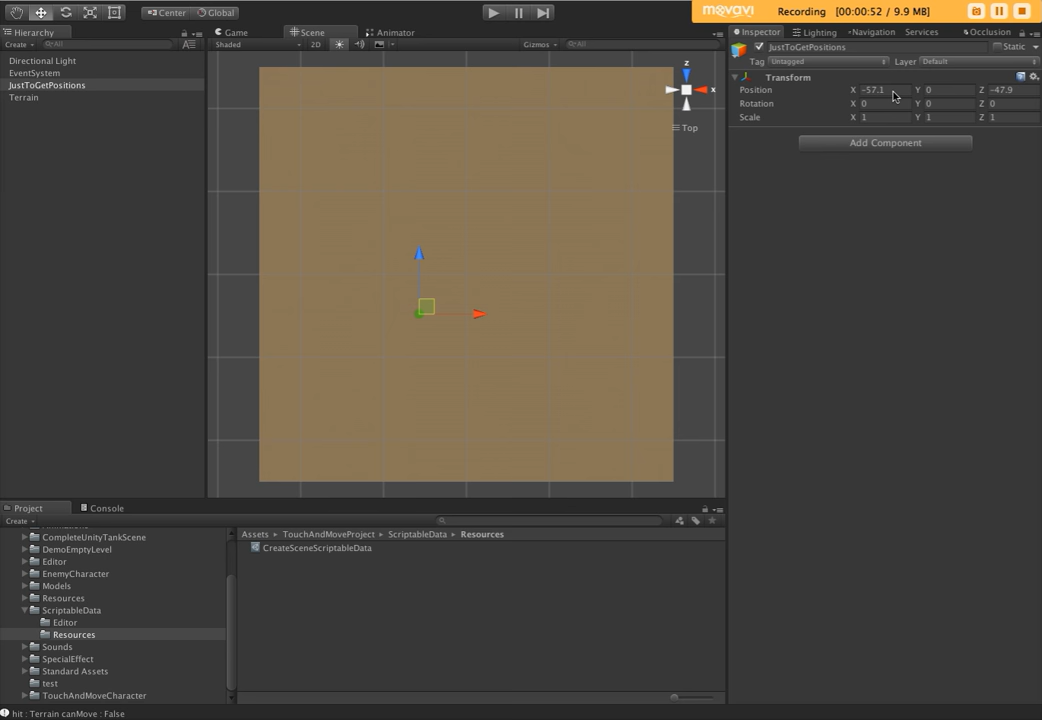 Center Global
movavi Recording [00:00:52 / 9.9 MB]
Hierarchy
Create All
Game Scene Animator
Shaded 2D Gizmos All
Inspector Lighting Navigation Services Occlusion
JustToGetPositions Static
Tag Untagged Layer Default
Transform
Position X -57.1 Y 0 Z -47.9
Rotation X 0 Y 0 Z 0
Scale X 1 Y 1 Z 1
Add Component
Directional Light
EventSystem
JustToGetPositions
Terrain
z
x
Top
Project Console
Create
CompleteUnityTankScene
DemoEmptyLevel
Editor
EnemyCharacter
Models
Resources
ScriptableData
Editor
Resources
Sounds
SpecialEffect
Standard Assets
test
TouchAndMoveCharacter
Assets TouchAndMoveProject ScriptableData Resources
CreateSceneScriptableData
hit : Terrain canMove : False